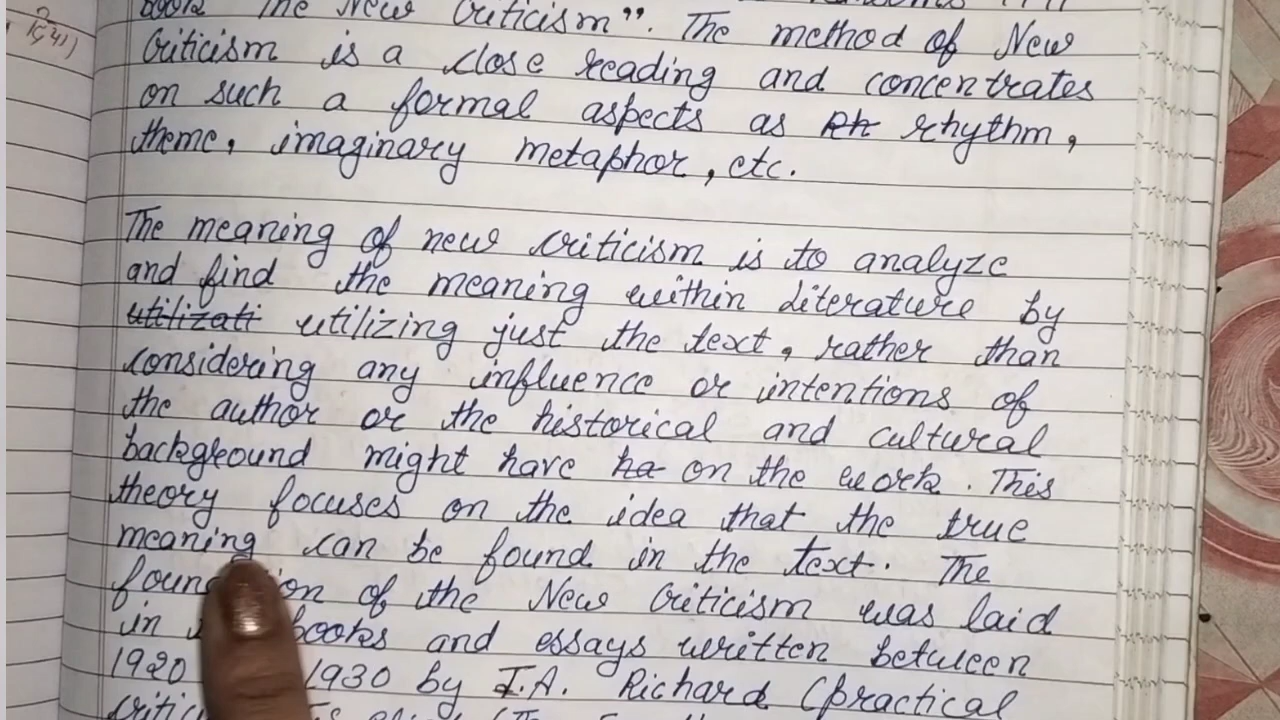 book "The New Criticism". The method of New
Criticism is a close reading and concentrates
on such a formal aspects as rhythm,
theme, imaginary metaphor, etc.
The meaning of new criticism is to analyze
and find the meaning within literature by
utilizati utilizing just the text, rather than
considering any influence or intentions of
the author or the historical and cultural
background might have ha on the work. This
theory focuses on the idea that the true
meaning can be found in the text. The
of the New Criticism was laid
in books and essays written between
1920 1930 by I.A. Richard (practical